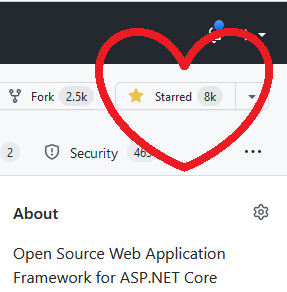 Fork 2.5k Starred 8k
2 Security
About
Open Source Web Application
Framework for ASP.NET Core